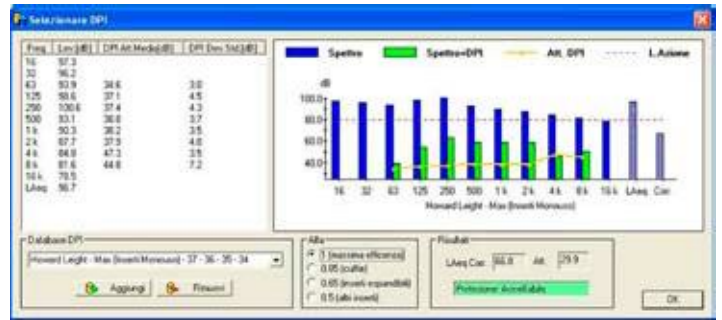 Selezionare DPI
Freq Lev [dB] DPI Att.Media[dB] DPI Dev.Std.[dB]
16 97.3
32 96.2
63 93.9 34.6 3.0
125 98.6 37.1 4.5
250 100.6 37.4 4.3
500 93.1 36.8 3.7
1 k 90.3 38.2 3.5
2 k 87.7 37.9 4.8
4 k 84.8 47.3 3.5
8 k 81.6 44.8 7.2
16 k 78.5
LAeq 96.7
Spettro Spettro+DPI Att. DPI L.Azione
dB
100.0
80.0
60.0
40.0
16 32 63 125 250 500 1 k 2 k 4 k 8 k 16 k LAeq Cor.
Howard Leight - Max (Inserti Monouso)
Database DPI
Howard Leight - Max (Inserti Monouso) - 37 - 36 - 35 - 34
Aggiungi Rimuovi
Alfa
1 (massima efficenza)
0.85 (cuffie)
0.65 (inserti espandibili)
0.5 (altri inserti)
Risultati
LAeq Cor. 66.8 Att. 29.9
Protezione: Accettabile
OK